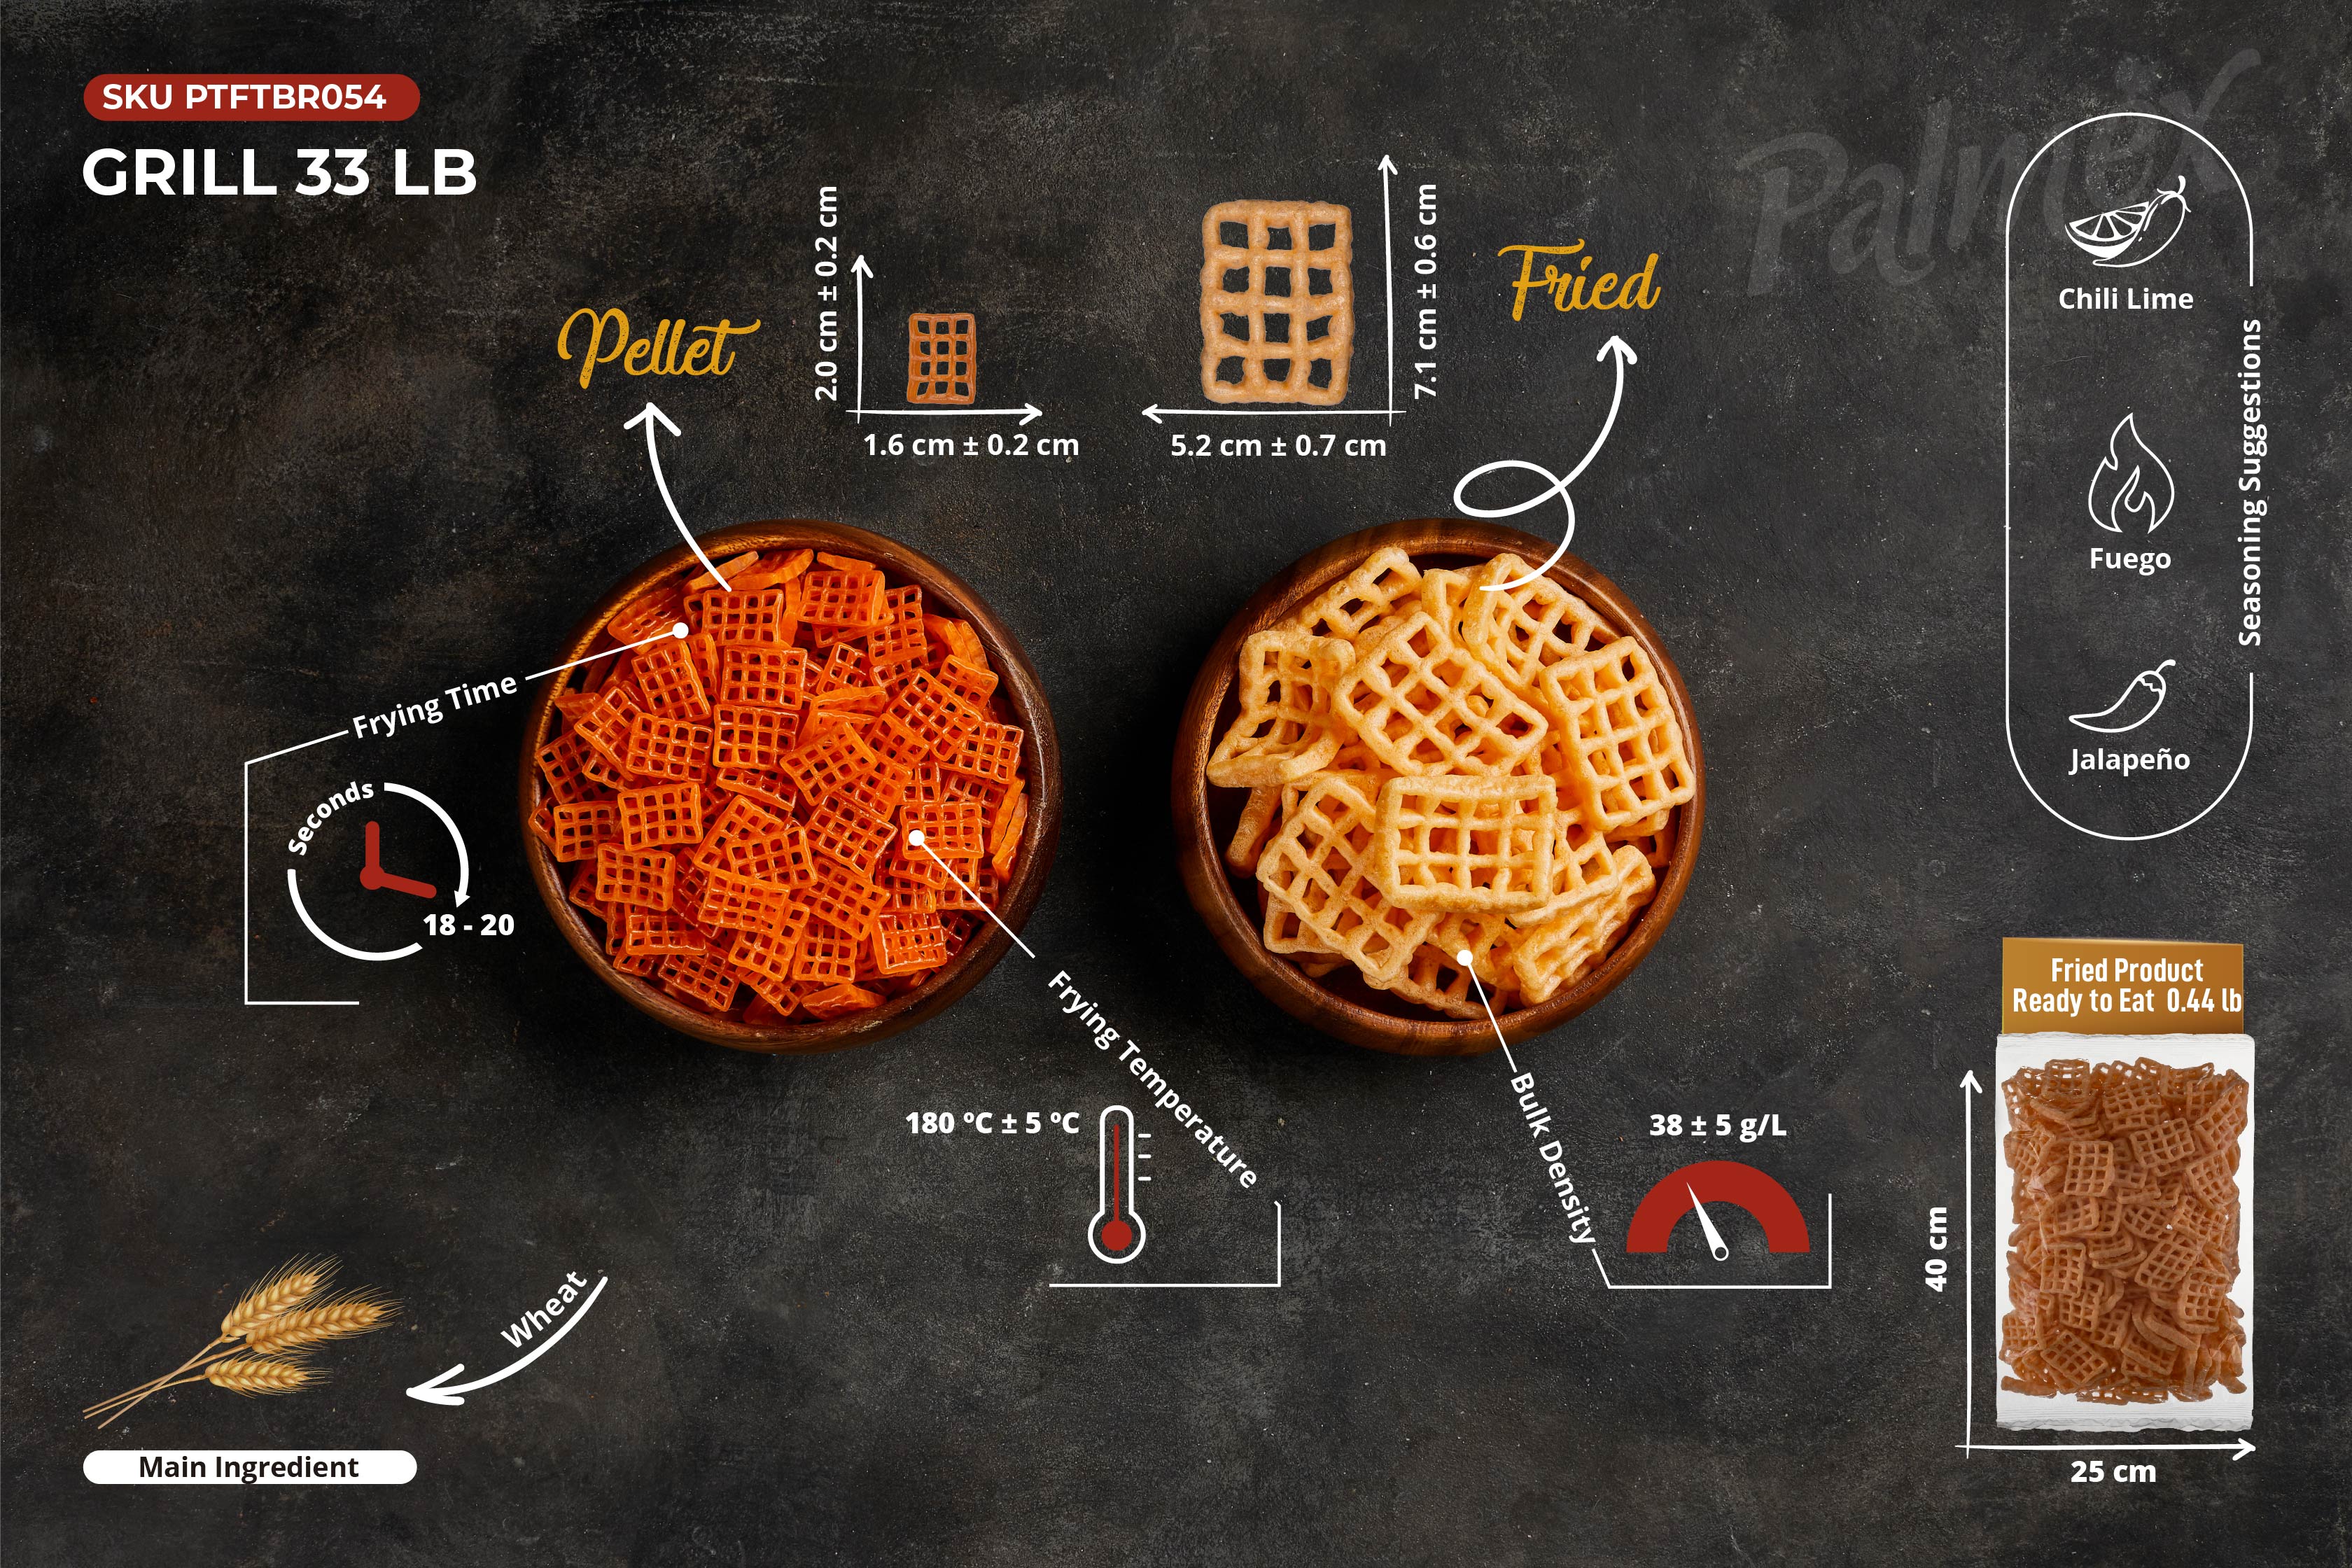 SKU PTFTBR054
GRILL 33 LB
Palmex
Pellet
2.0 cm ± 0.2 cm
1.6 cm ± 0.2 cm
5.2 cm ± 0.7 cm
7.1 cm ± 0.6 cm
Fried
Chili Lime
Fuego
Jalapeño
Seasoning Suggestions
Frying Time
Seconds
18 - 20
Frying Temperature
180 ºC ± 5 ºC
Bulk Density
38 ± 5 g/L
Fried Product
Ready to Eat 0.44 lb
40 cm
25 cm
Wheat
Main Ingredient